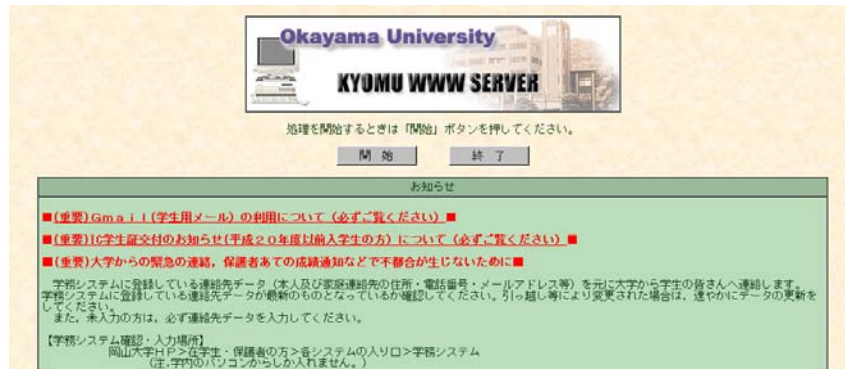 Okayama University
KYOMU WWW SERVER
処理を開始するときは「開始」ボタンを押してください。
開 始 終 了
お知らせ
■(重要)Ｇｍａｉｌ(学生用メール）の利用について（必ずご覧ください）■
■(重要)IC学生証交付のお知らせ(平成２０年度以前入学生の方）について（必ずご覧ください）■
■(重要)大学からの緊急の連絡，保護者あての成績通知などで不都合が生じないために■
学務システムに登録している連絡先データ（本人及び家庭連絡先の住所・電話番号・メールアドレス等）を元に大学から学生の皆さんへ連絡します。
学務システムに登録している連絡先データが最新のものとなっているか確認してください。引っ越し等により変更された場合は，速やかにデータの更新を
してください。
また，未入力の方は，必ず連絡先データを入力してください。
【学務システム確認・入力場所】
岡山大学ＨＰ＞在学生・保護者の方＞各システムの入り口＞学務システム
（注．学内のパソコンからしか入れません。）